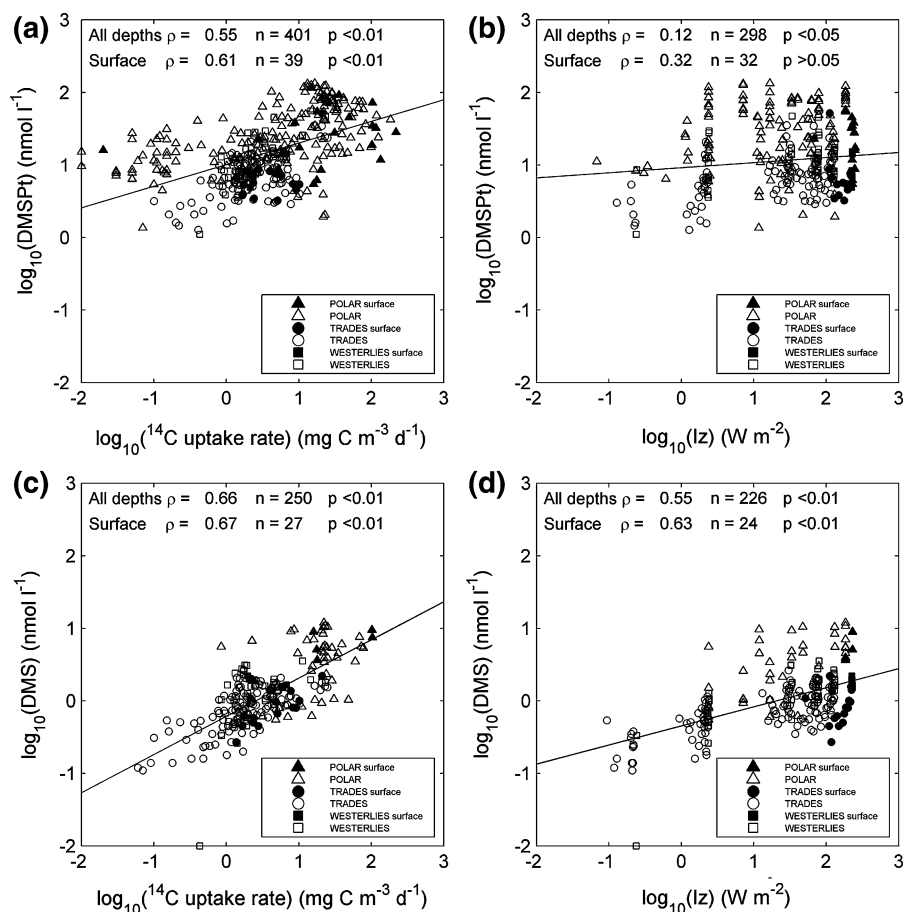 (a)
All depths ρ = 0.55 n = 401 p <0.01
Surface ρ = 0.61 n = 39 p <0.01
3
2
1
0
-1
-2
log10(DMSPt) (nmol l-1)
POLAR surface
POLAR
TRADES surface
TRADES
WESTERLIES surface
WESTERLIES
-2 -1 0 1 2 3
log10(14C uptake rate) (mg C m-3 d-1)
(b)
All depths ρ = 0.12 n = 298 p <0.05
Surface ρ = 0.32 n = 32 p >0.05
3
2
1
0
-1
-2
log10(DMSPt) (nmol l-1)
POLAR surface
POLAR
TRADES surface
TRADES
WESTERLIES surface
WESTERLIES
-2 -1 0 1 2 3
log10(Iz) (W m-2)
(c)
All depths ρ = 0.66 n = 250 p <0.01
Surface ρ = 0.67 n = 27 p <0.01
3
2
1
0
-1
-2
log10(DMS) (nmol l-1)
POLAR surface
POLAR
TRADES surface
TRADES
WESTERLIES surface
WESTERLIES
-2 -1 0 1 2 3
log10(14C uptake rate) (mg C m-3 d-1)
(d)
All depths ρ = 0.55 n = 226 p <0.01
Surface ρ = 0.63 n = 24 p <0.01
3
2
1
0
-1
-2
log10(DMS) (nmol l-1)
POLAR surface
POLAR
TRADES surface
TRADES
WESTERLIES surface
WESTERLIES
-2 -1 0 1 2 3
log10(Iz) (W m-2)